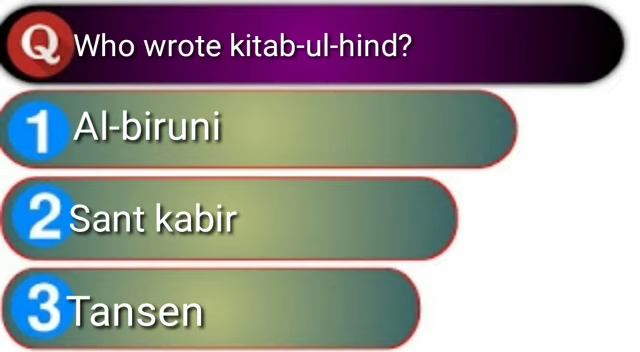 Q Who wrote kitab-ul-hind?
1 Al-biruni
2 Sant kabir
3 Tansen